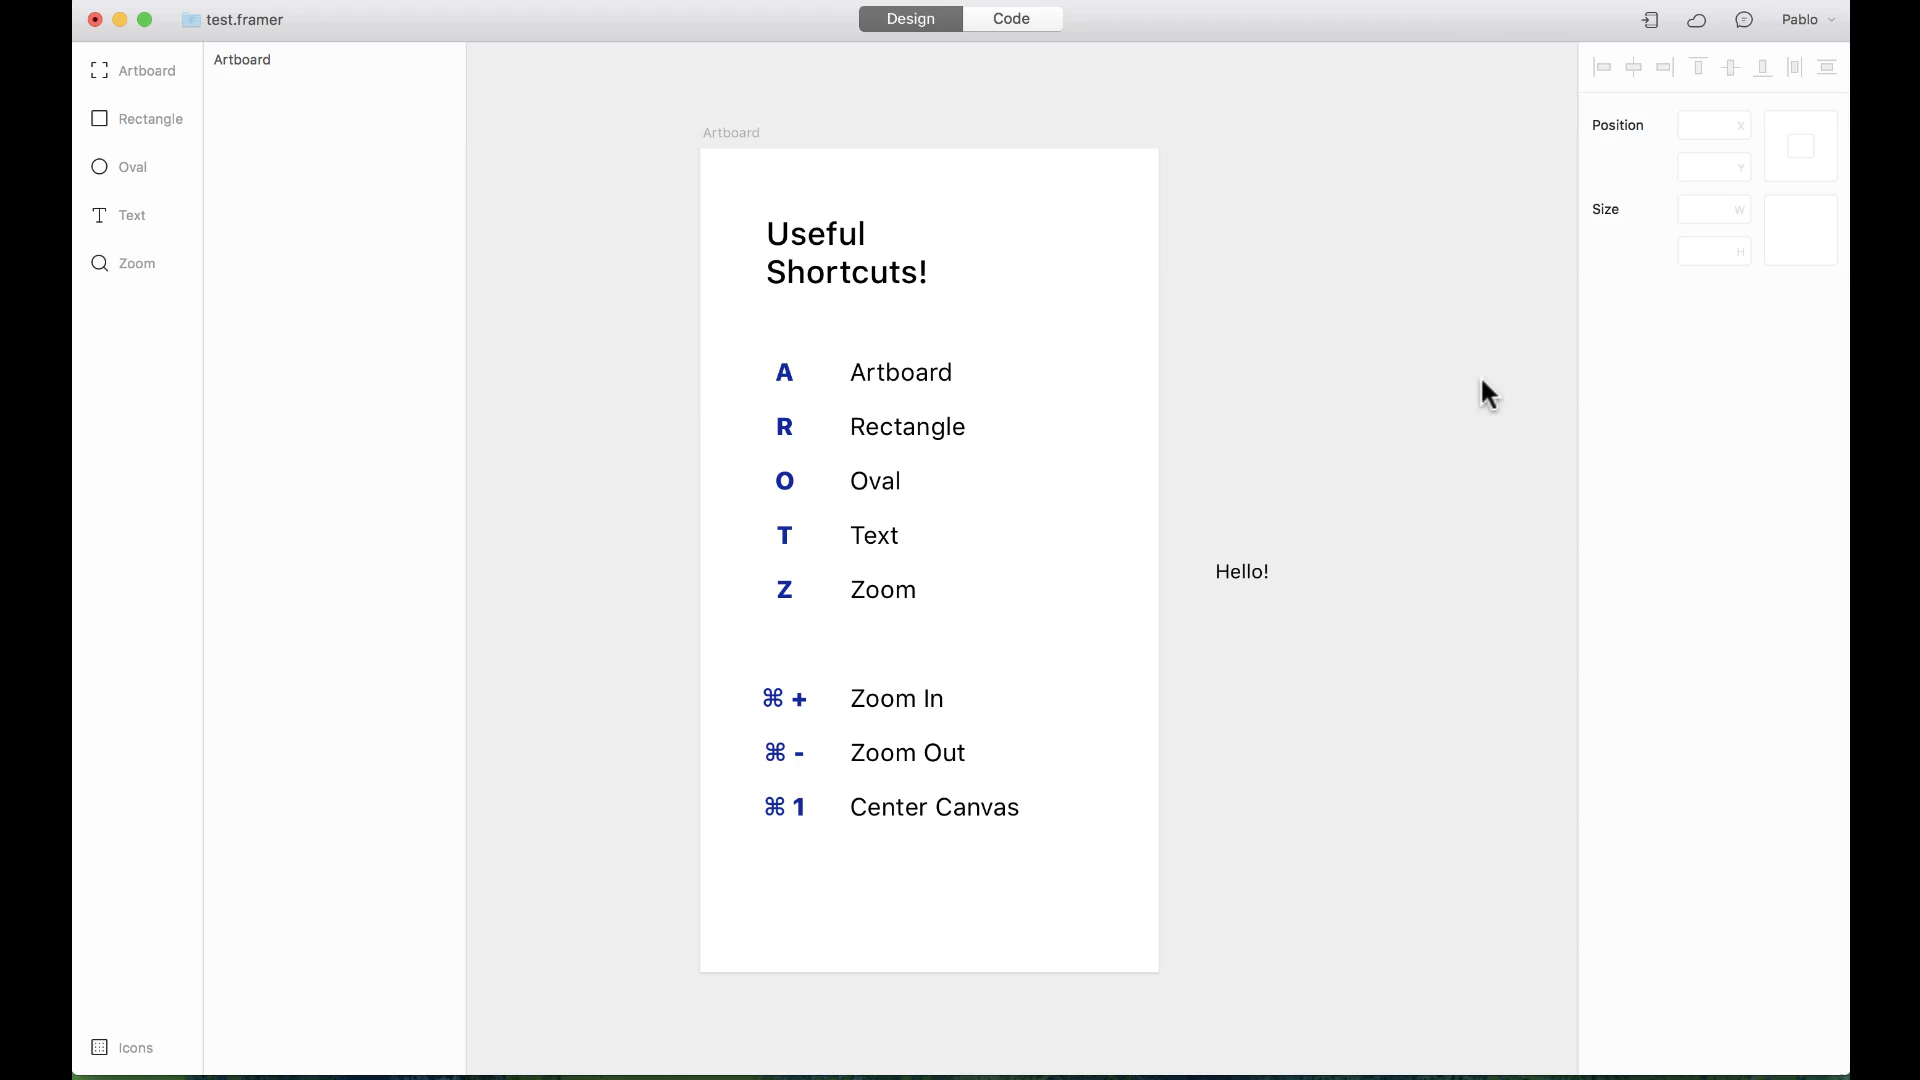 test.framer
Design
Code
Pablo
Artboard
Rectangle
Oval
Text
Zoom
Icons
Artboard
Artboard
Useful
Shortcuts!
A Artboard
R Rectangle
O Oval
T Text
Z Zoom
⌘ + Zoom In
⌘ - Zoom Out
⌘ 1 Center Canvas
Hello!
Position X
Y
Size W
H